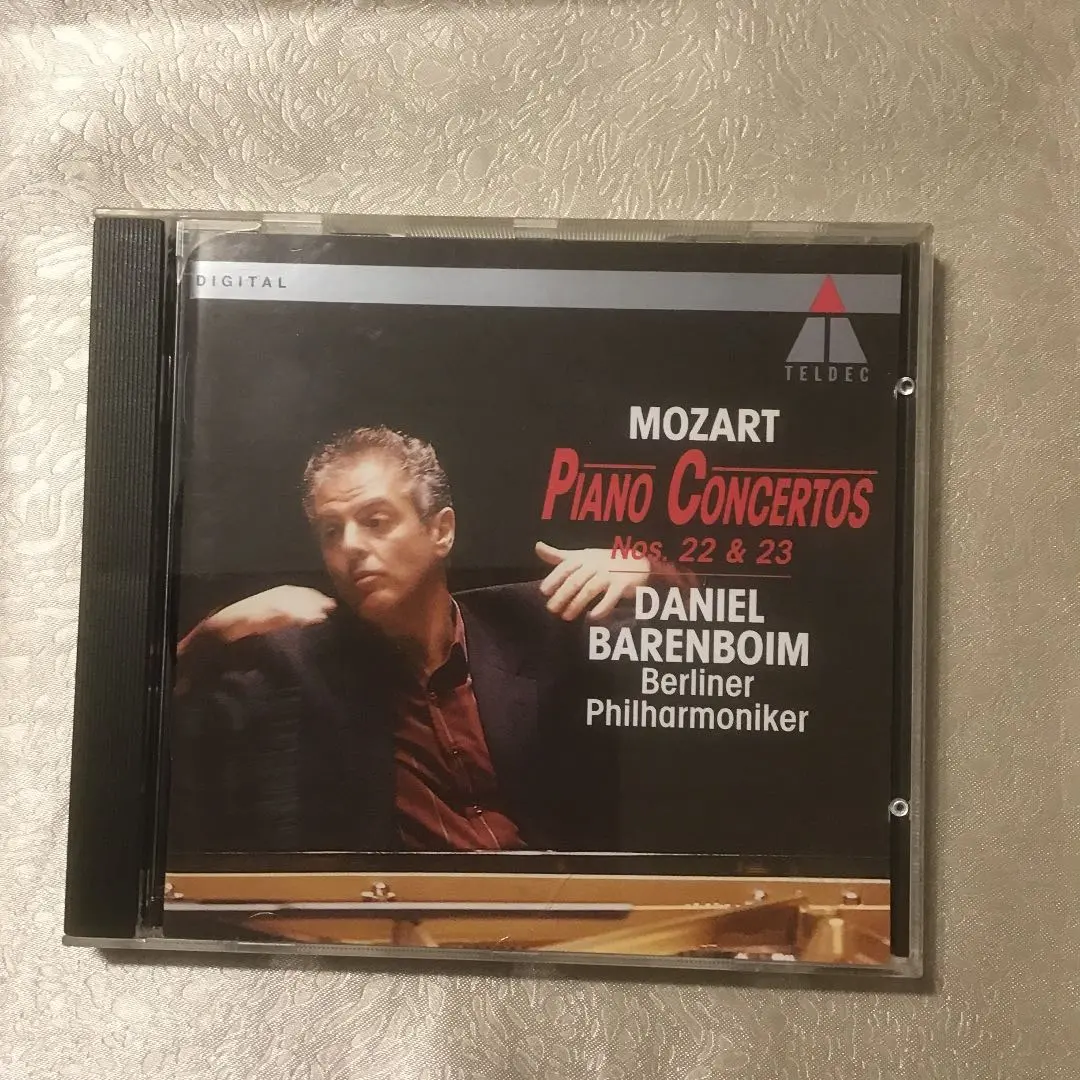 DIGITAL
TELDEC
MOZART
PIANO CONCERTOS
Nos. 22 & 23
DANIEL
BARENBOIM
Berliner
Philharmoniker